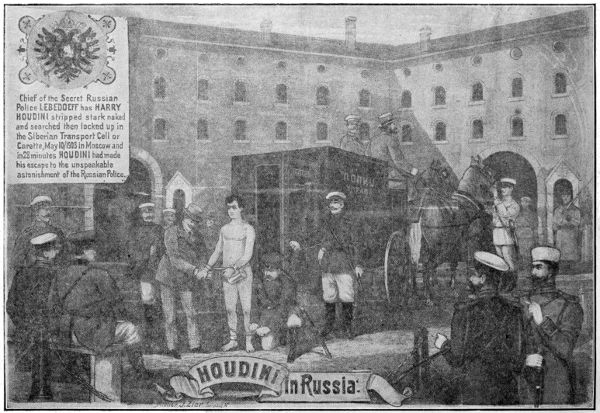 Chief of the Secret Russian
Police LEBEDOEFF has HARRY
HOUDINI stripped stark naked
and searched then locked up in
the Siberian Transport Cell or
Carette, May 10/1903 in Moscow and
in 28 minutes HOUDINI had made
his escape to the unspeakable
astonishment of the Russian Police.
HOUDINI in Russia.